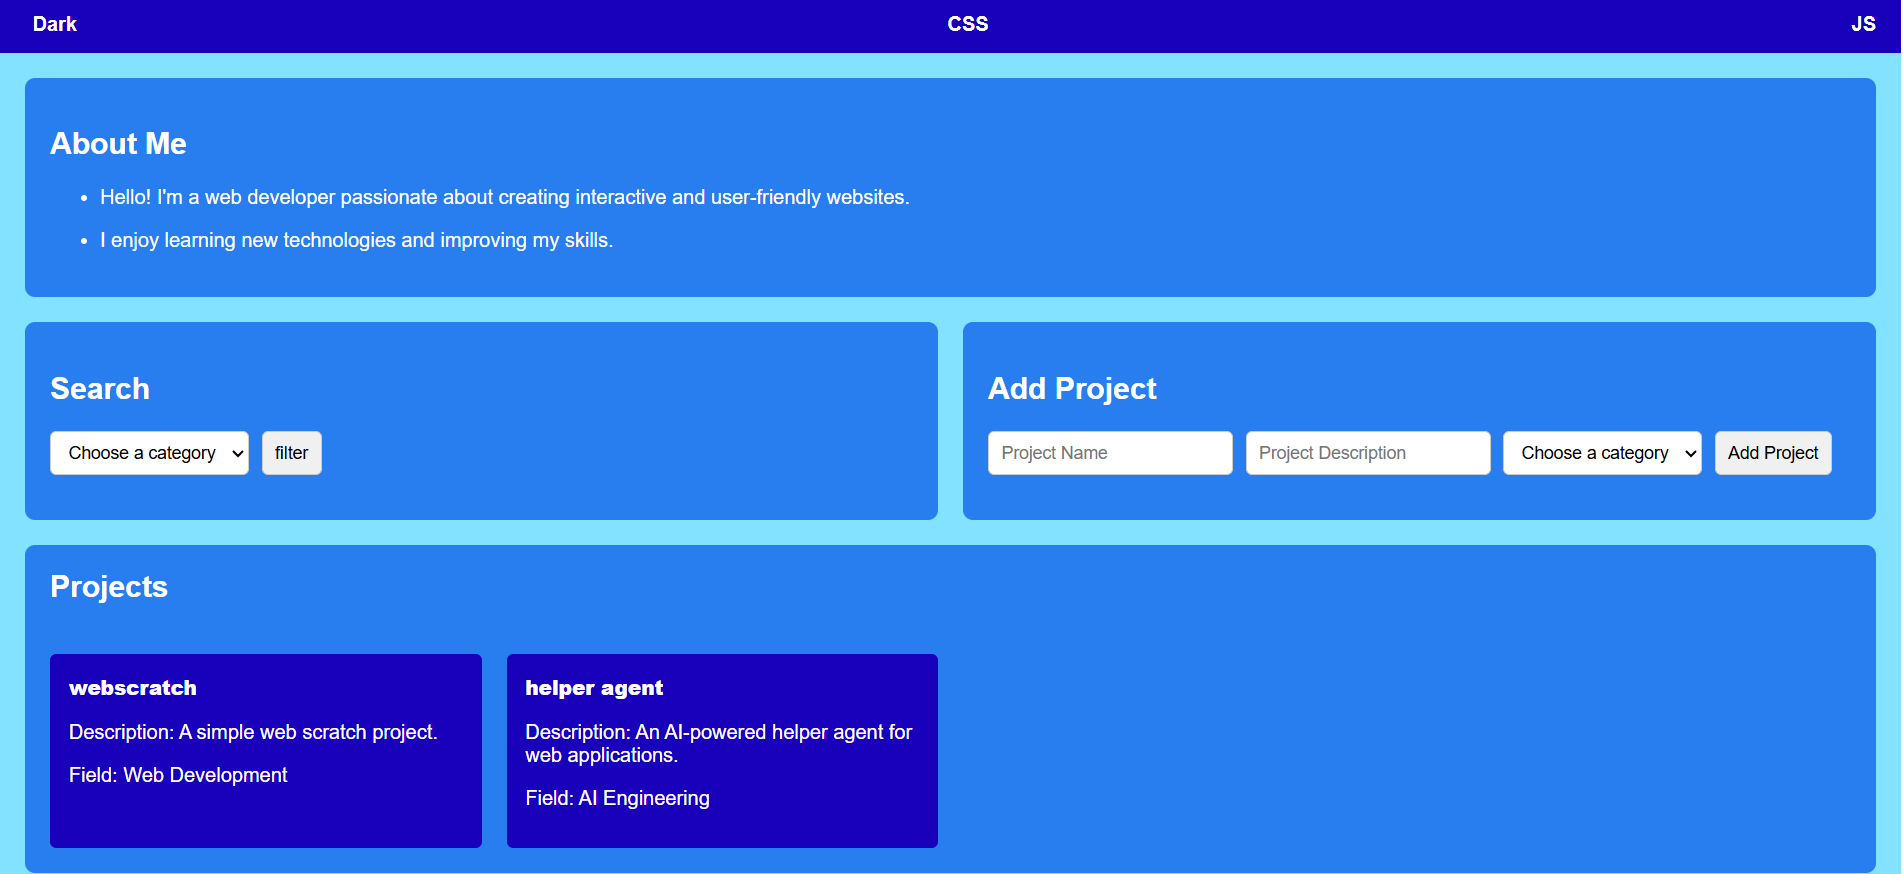 Dark CSS JS
About Me
Hello! I'm a web developer passionate about creating interactive and user-friendly websites.
I enjoy learning new technologies and improving my skills.
Search
Choose a category filter
Add Project
Project Name Project Description Choose a category Add Project
Projects
webscratch
Description: A simple web scratch project.
Field: Web Development
helper agent
Description: An AI-powered helper agent for
web applications.
Field: AI Engineering